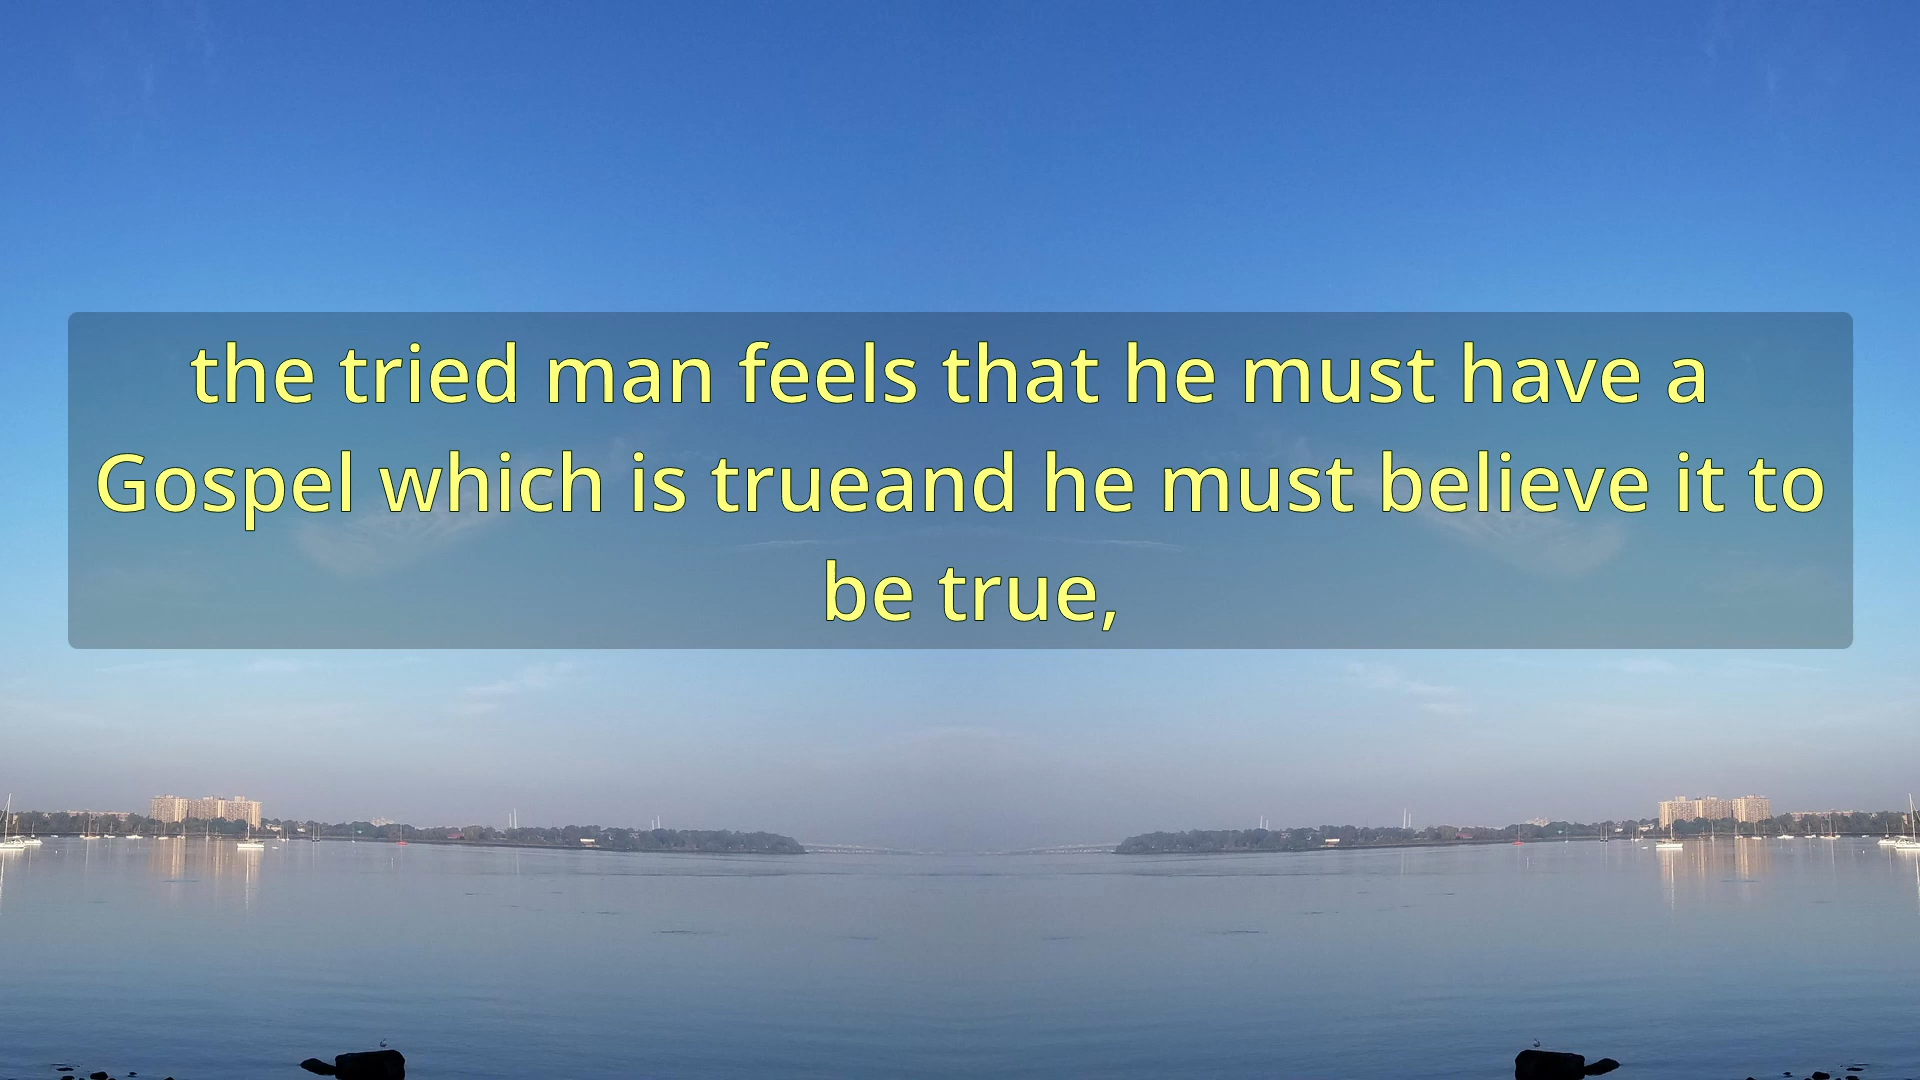 the tried man feels that he must have a
Gospel which is trueand he must believe it to
be true,